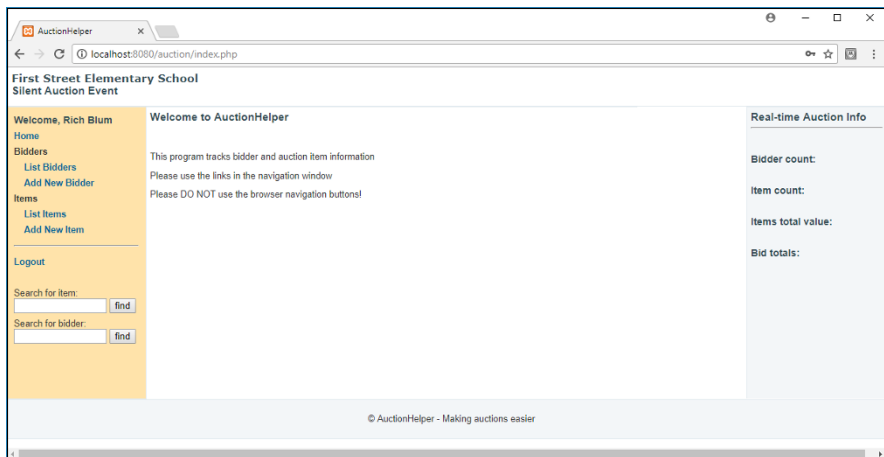 AuctionHelper
localhost:8080/auction/index.php
First Street Elementary School
Silent Auction Event
Welcome, Rich Blum
Home
Bidders
List Bidders
Add New Bidder
Items
List Items
Add New Item
Logout
Search for item:
find
Search for bidder:
find
Welcome to AuctionHelper
This program tracks bidder and auction item information
Please use the links in the navigation window
Please DO NOT use the browser navigation buttons!
Real-time Auction Info
Bidder count:
Item count:
Items total value:
Bid totals:
© AuctionHelper - Making auctions easier